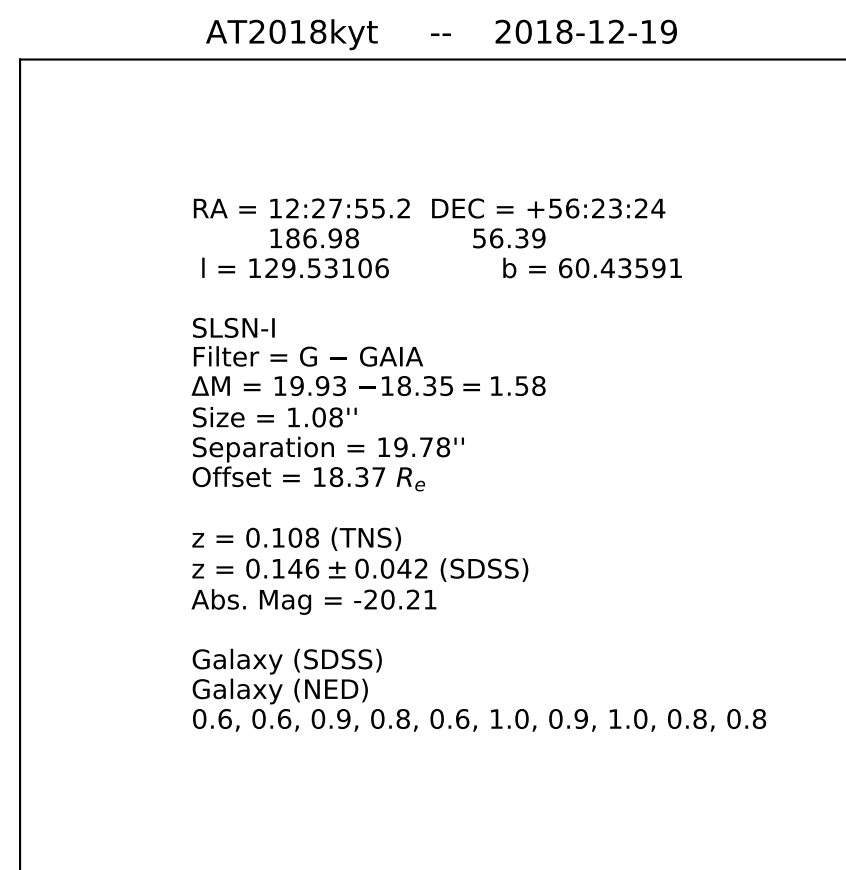 AT2018kyt -- 2018-12-19
RA = 12:27:55.2 DEC = +56:23:24
186.98 56.39
l = 129.53106 b = 60.43591
SLSN-I
Filter = G − GAIA
ΔM = 19.93 −18.35 = 1.58
Size = 1.08''
Separation = 19.78''
Offset = 18.37 Rₑ
z = 0.108 (TNS)
z = 0.146 ± 0.042 (SDSS)
Abs. Mag = -20.21
Galaxy (SDSS)
Galaxy (NED)
0.6, 0.6, 0.9, 0.8, 0.6, 1.0, 0.9, 1.0, 0.8, 0.8